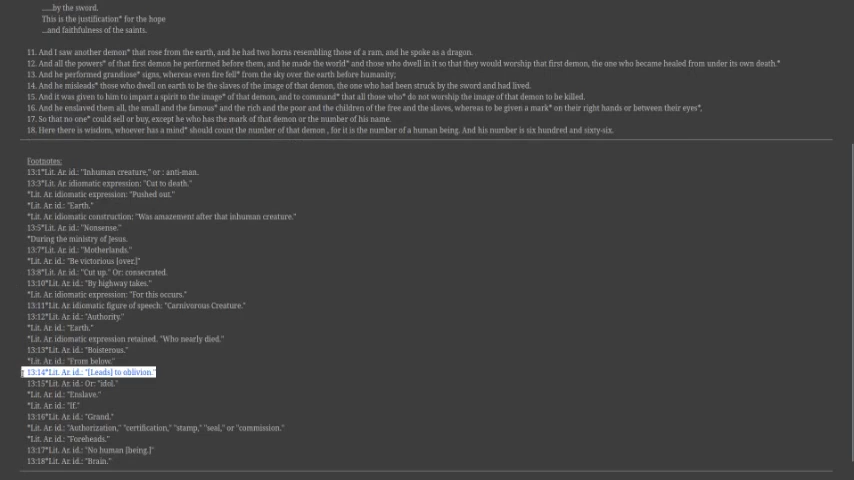 ......by the sword.
This is the justification* for the hope
...and faithfulness of the saints.
11. And I saw another demon* that rose from the earth, and he had two horns resembling those of a ram, and he spoke as a dragon.
12. And all the powers* of that first demon he performed before them, and he made the world* and those who dwell in it so that they would worship that first demon, the one who became healed from under its own death.*
13. And he performed grandiose* signs, whereas even fire fell* from the sky over the earth before humanity;
14. And he misleads* those who dwell on earth to be the slaves of the image of that demon, the one who had been struck by the sword and had lived.
15. And it was given to him to impart a spirit to the image* of that demon, and to command* that all those who* do not worship the image of that demon to be killed.
16. And he enslaved them all, the small and the famous* and the rich and the poor and the children of the free and the slaves, whereas to be given a mark* on their right hands or between their eyes*,
17. So that no one* could sell or buy, except he who has the mark of that demon or the number of his name.
18. Here there is wisdom, whoever has a mind* should count the number of that demon , for it is the number of a human being. And his number is six hundred and sixty-six.
Footnotes:
13:1*Lit. Ar. id.: "Inhuman creature," or : anti-man.
13:3*Lit. Ar. idiomatic expression: "Cut to death."
*Lit. Ar. idiomatic expression: "Pushed out."
*Lit. Ar. id.: "Earth."
*Lit. Ar. idiomatic construction: "Was amazement after that inhuman creature."
13:5*Lit. Ar. id.: "Nonsense."
*During the ministry of Jesus.
13:7*Lit. Ar. id.: "Motherlands."
*Lit. Ar. id.: "Be victorious [over.]"
13:8*Lit. Ar. id.: "Cut up." Or: consecrated.
13:10*Lit. Ar. id.: "By highway takes."
*Lit. Ar. idiomatic expression: "For this occurs."
13:11*Lit. Ar. idiomatic figure of speech: "Carnivorous Creature."
13:12*Lit. Ar. id.: "Authority."
*Lit. Ar. id.: "Earth."
*Lit. Ar. idiomatic expression retained, "Who nearly died."
13:13*Lit. Ar. id.: "Boisterous."
*Lit. Ar. id.: "From below."
13:14*Lit. Ar. id.: "[Leads] to oblivion."
13:15*Lit. Ar. id.: Or: "idol."
*Lit. Ar. id.: "Enslave."
*Lit. Ar. id.: "If."
13:16*Lit. Ar. id.: "Grand."
*Lit. Ar. id.: "Authorization," "certification," "stamp," "seal," or "commission."
*Lit. Ar. id.: "Foreheads."
13:17*Lit. Ar. id.: "No human [being.]"
13:18*Lit. Ar. id.: "Brain."